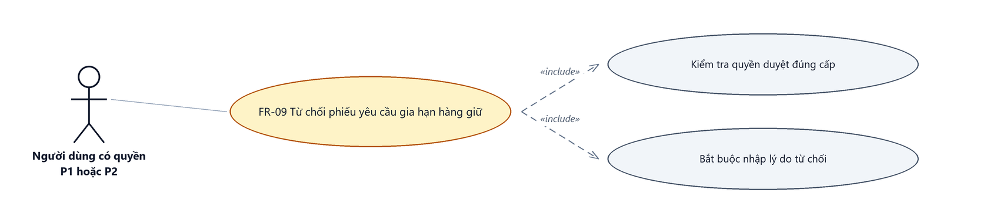 Người dùng có quyền
P1 hoặc P2
FR-09 Từ chối phiếu yêu cầu gia hạn hàng giữ
«include»
«include»
Kiểm tra quyền duyệt đúng cấp
Bắt buộc nhập lý do từ chối